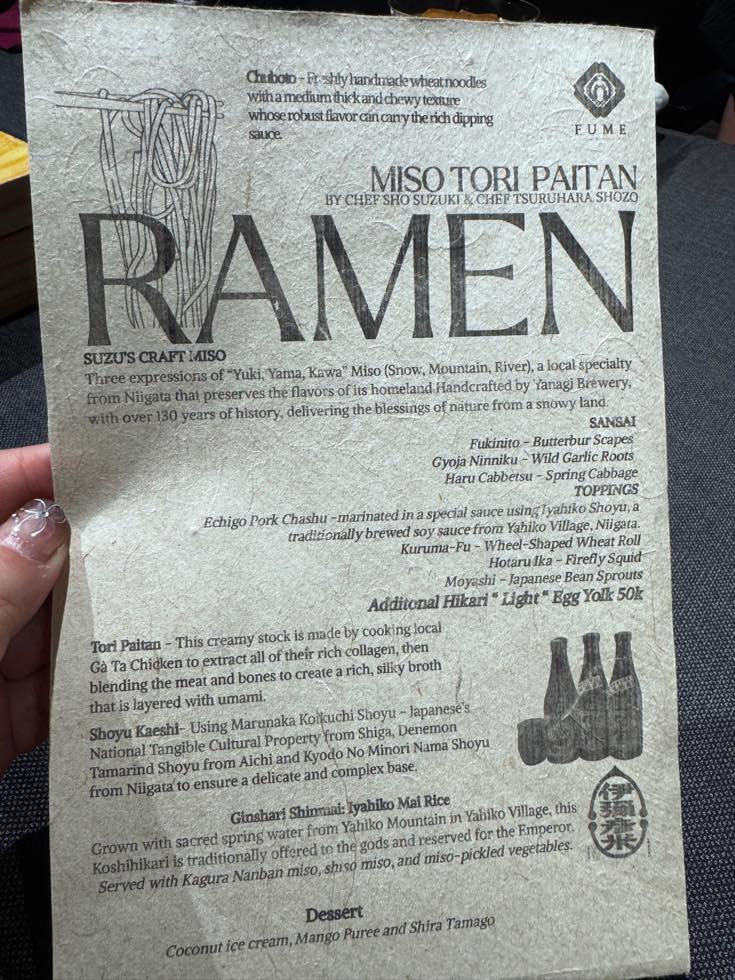 Chuboto - Freshly handmade wheat noodles
with a medium thick and chewy texture
whose robust flavor can carry the rich dipping
sauce.
FUME
MISO TORI PAITAN
BY CHEF SHO SUZUKI & CHEF TSURUHARA SHOZO
RAMEN
SUZU'S CRAFT MISO
Three expressions of "Yuki, Yama, Kawa" Miso (Snow, Mountain, River), a local specialty
from Niigata that preserves the flavors of its homeland Handcrafted by Yanagi Brewery,
with over 130 years of history, delivering the blessings of nature from a snowy land.
SANSAI
Fukinito - Butterbur Scapes
Gyoja Ninniku - Wild Garlic Roots
Haru Cabbetsu - Spring Cabbage
TOPPINGS
Echigo Pork Chashu -marinated in a special sauce using Iyahiko Shoyu, a
traditionally brewed soy sauce from Yahiko Village, Niigata.
Kuruma-Fu - Wheel-Shaped Wheat Roll
Hotaru Ika - Firefly Squid
Moyashi - Japanese Bean Sprouts
Additonal Hikari " Light " Egg Yolk 50k
Tori Paitan - This creamy stock is made by cooking local
Gà Ta Chicken to extract all of their rich collagen, then
blending the meat and bones to create a rich, silky broth
that is layered with umami.
Shoyu Kaeshi- Using Marunaka Koikuchi Shoyu - Japanese's
National Tangible Cultural Property from Shiga, Denemon
Tamarind Shoyu from Aichi and Kyodo No Minori Nama Shoyu
from Niigata to ensure a delicate and complex base.
Ginshari Shinmai: Iyahiko Mai Rice
Grown with sacred spring water from Yahiko Mountain in Yahiko Village, this
Koshihikari is traditionally offered to the gods and reserved for the Emperor.
Served with Kagura Nanban miso, shiso miso, and miso-pickled vegetables.
伊彌彦米
Dessert
Coconut ice cream, Mango Puree and Shira Tamago